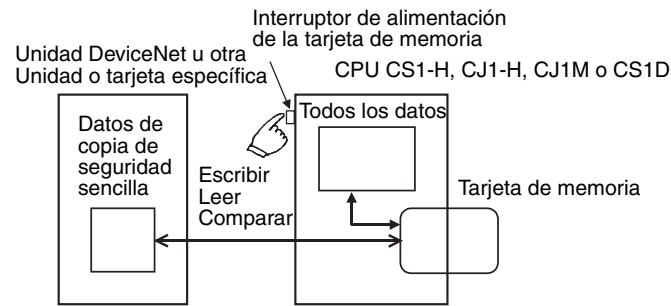 Interruptor de alimentación
de la tarjeta de memoria
Unidad DeviceNet u otra
Unidad o tarjeta específica
CPU CS1-H, CJ1-H, CJ1M o CS1D
Datos de
copia de
seguridad
sencilla
Todos los datos
Escribir
Leer
Comparar
Tarjeta de memoria